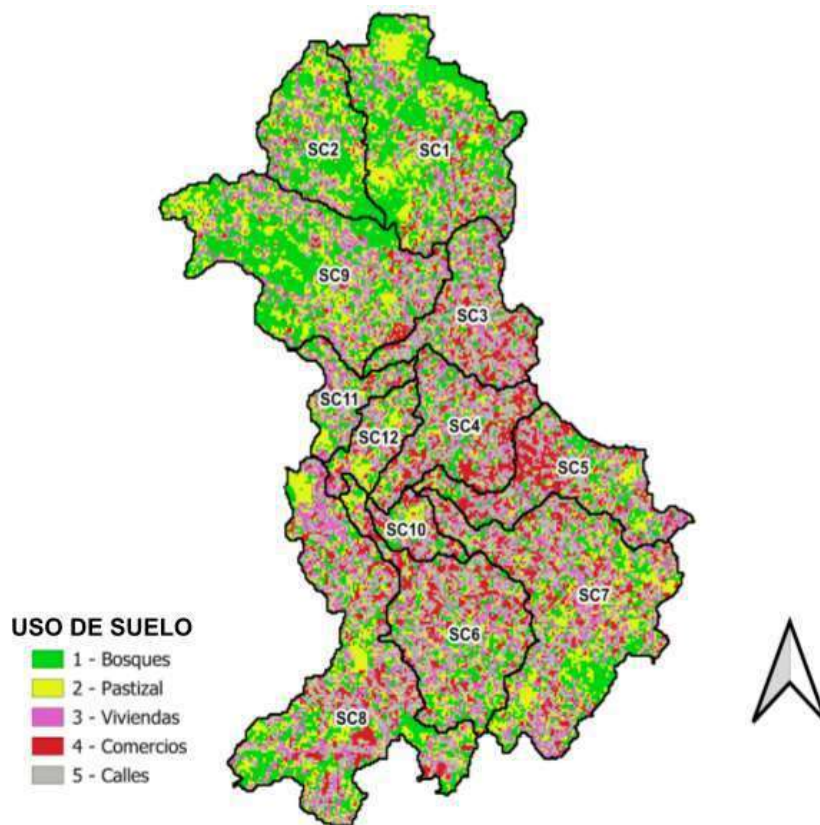 SC2
SC1
SC9
SC3
SC11
SC12
SC4
SC5
SC10
SC7
SC6
SC8
USO DE SUELO
1 - Bosques
2 - Pastizal
3 - Viviendas
4 - Comercios
5 - Calles